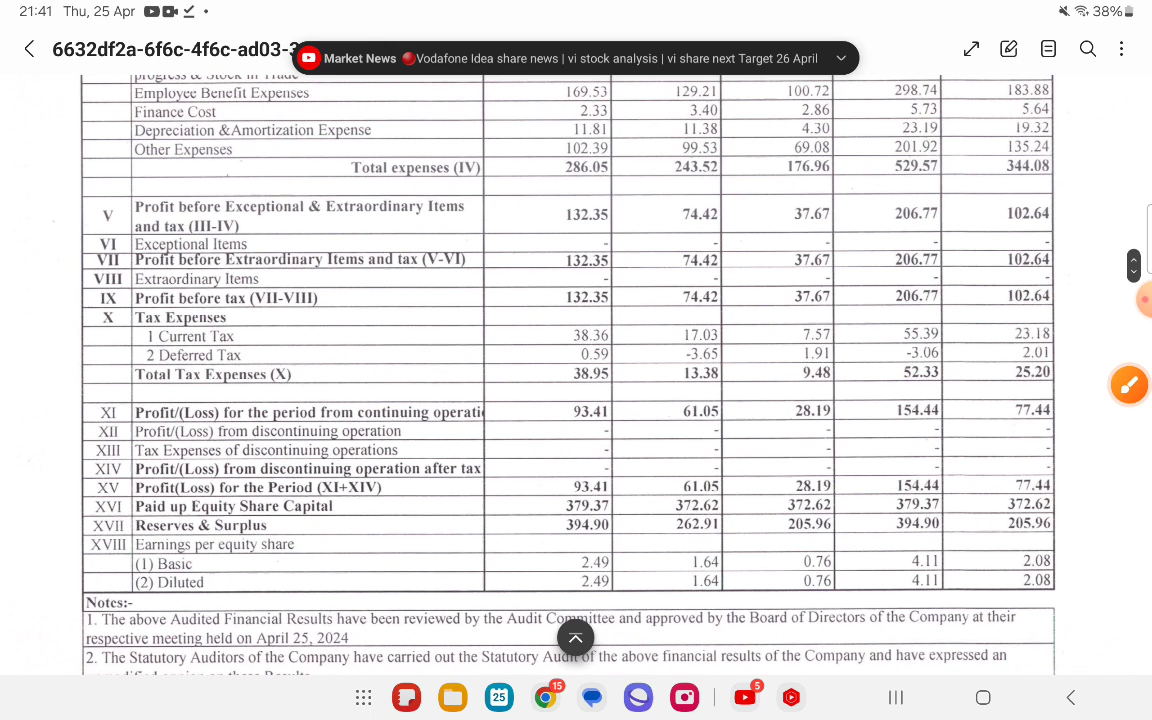 21:41 Thu, 25 Apr
38%
6632df2a-6f6c-4f6c-ad03-3
Market News 🔴Vodafone Idea share news | vi stock analysis | vi share next Target 26 April
progress & Stock in Trade
Employee Benefit Expenses 169.53 129.21 100.72 298.74 183.88
Finance Cost 2.33 3.40 2.86 5.73 5.64
Depreciation &Amortization Expense 11.81 11.38 4.30 23.19 19.32
Other Expenses 102.39 99.53 69.08 201.92 135.24
Total expenses (IV) 286.05 243.52 176.96 529.57 344.08
V Profit before Exceptional & Extraordinary Items
and tax (III-IV) 132.35 74.42 37.67 206.77 102.64
VI Exceptional Items - - - - -
VII Profit before Extraordinary Items and tax (V-VI) 132.35 74.42 37.67 206.77 102.64
VIII Extraordinary Items - - - - -
IX Profit before tax (VII-VIII) 132.35 74.42 37.67 206.77 102.64
X Tax Expenses
1 Current Tax 38.36 17.03 7.57 55.39 23.18
2 Deferred Tax 0.59 -3.65 1.91 -3.06 2.01
Total Tax Expenses (X) 38.95 13.38 9.48 52.33 25.20
XI Profit/(Loss) for the period from continuing operati 93.41 61.05 28.19 154.44 77.44
XII Profit/(Loss) from discontinuing operation - - - - -
XIII Tax Expenses of discontinuing operations - - - - -
XIV Profit/(Loss) from discontinuing operation after tax - - - - -
XV Profit(Loss) for the Period (XI+XIV) 93.41 61.05 28.19 154.44 77.44
XVI Paid up Equity Share Capital 379.37 372.62 372.62 379.37 372.62
XVII Reserves & Surplus 394.90 262.91 205.96 394.90 205.96
XVIII Earnings per equity share
(1) Basic 2.49 1.64 0.76 4.11 2.08
(2) Diluted 2.49 1.64 0.76 4.11 2.08
Notes:-
1. The above Audited Financial Results have been reviewed by the Audit Committee and approved by the Board of Directors of the Company at their
respective meeting held on April 25, 2024
2. The Statutory Auditors of the Company have carried out the Statutory Audit of the above financial results of the Company and have expressed an
25
15
5